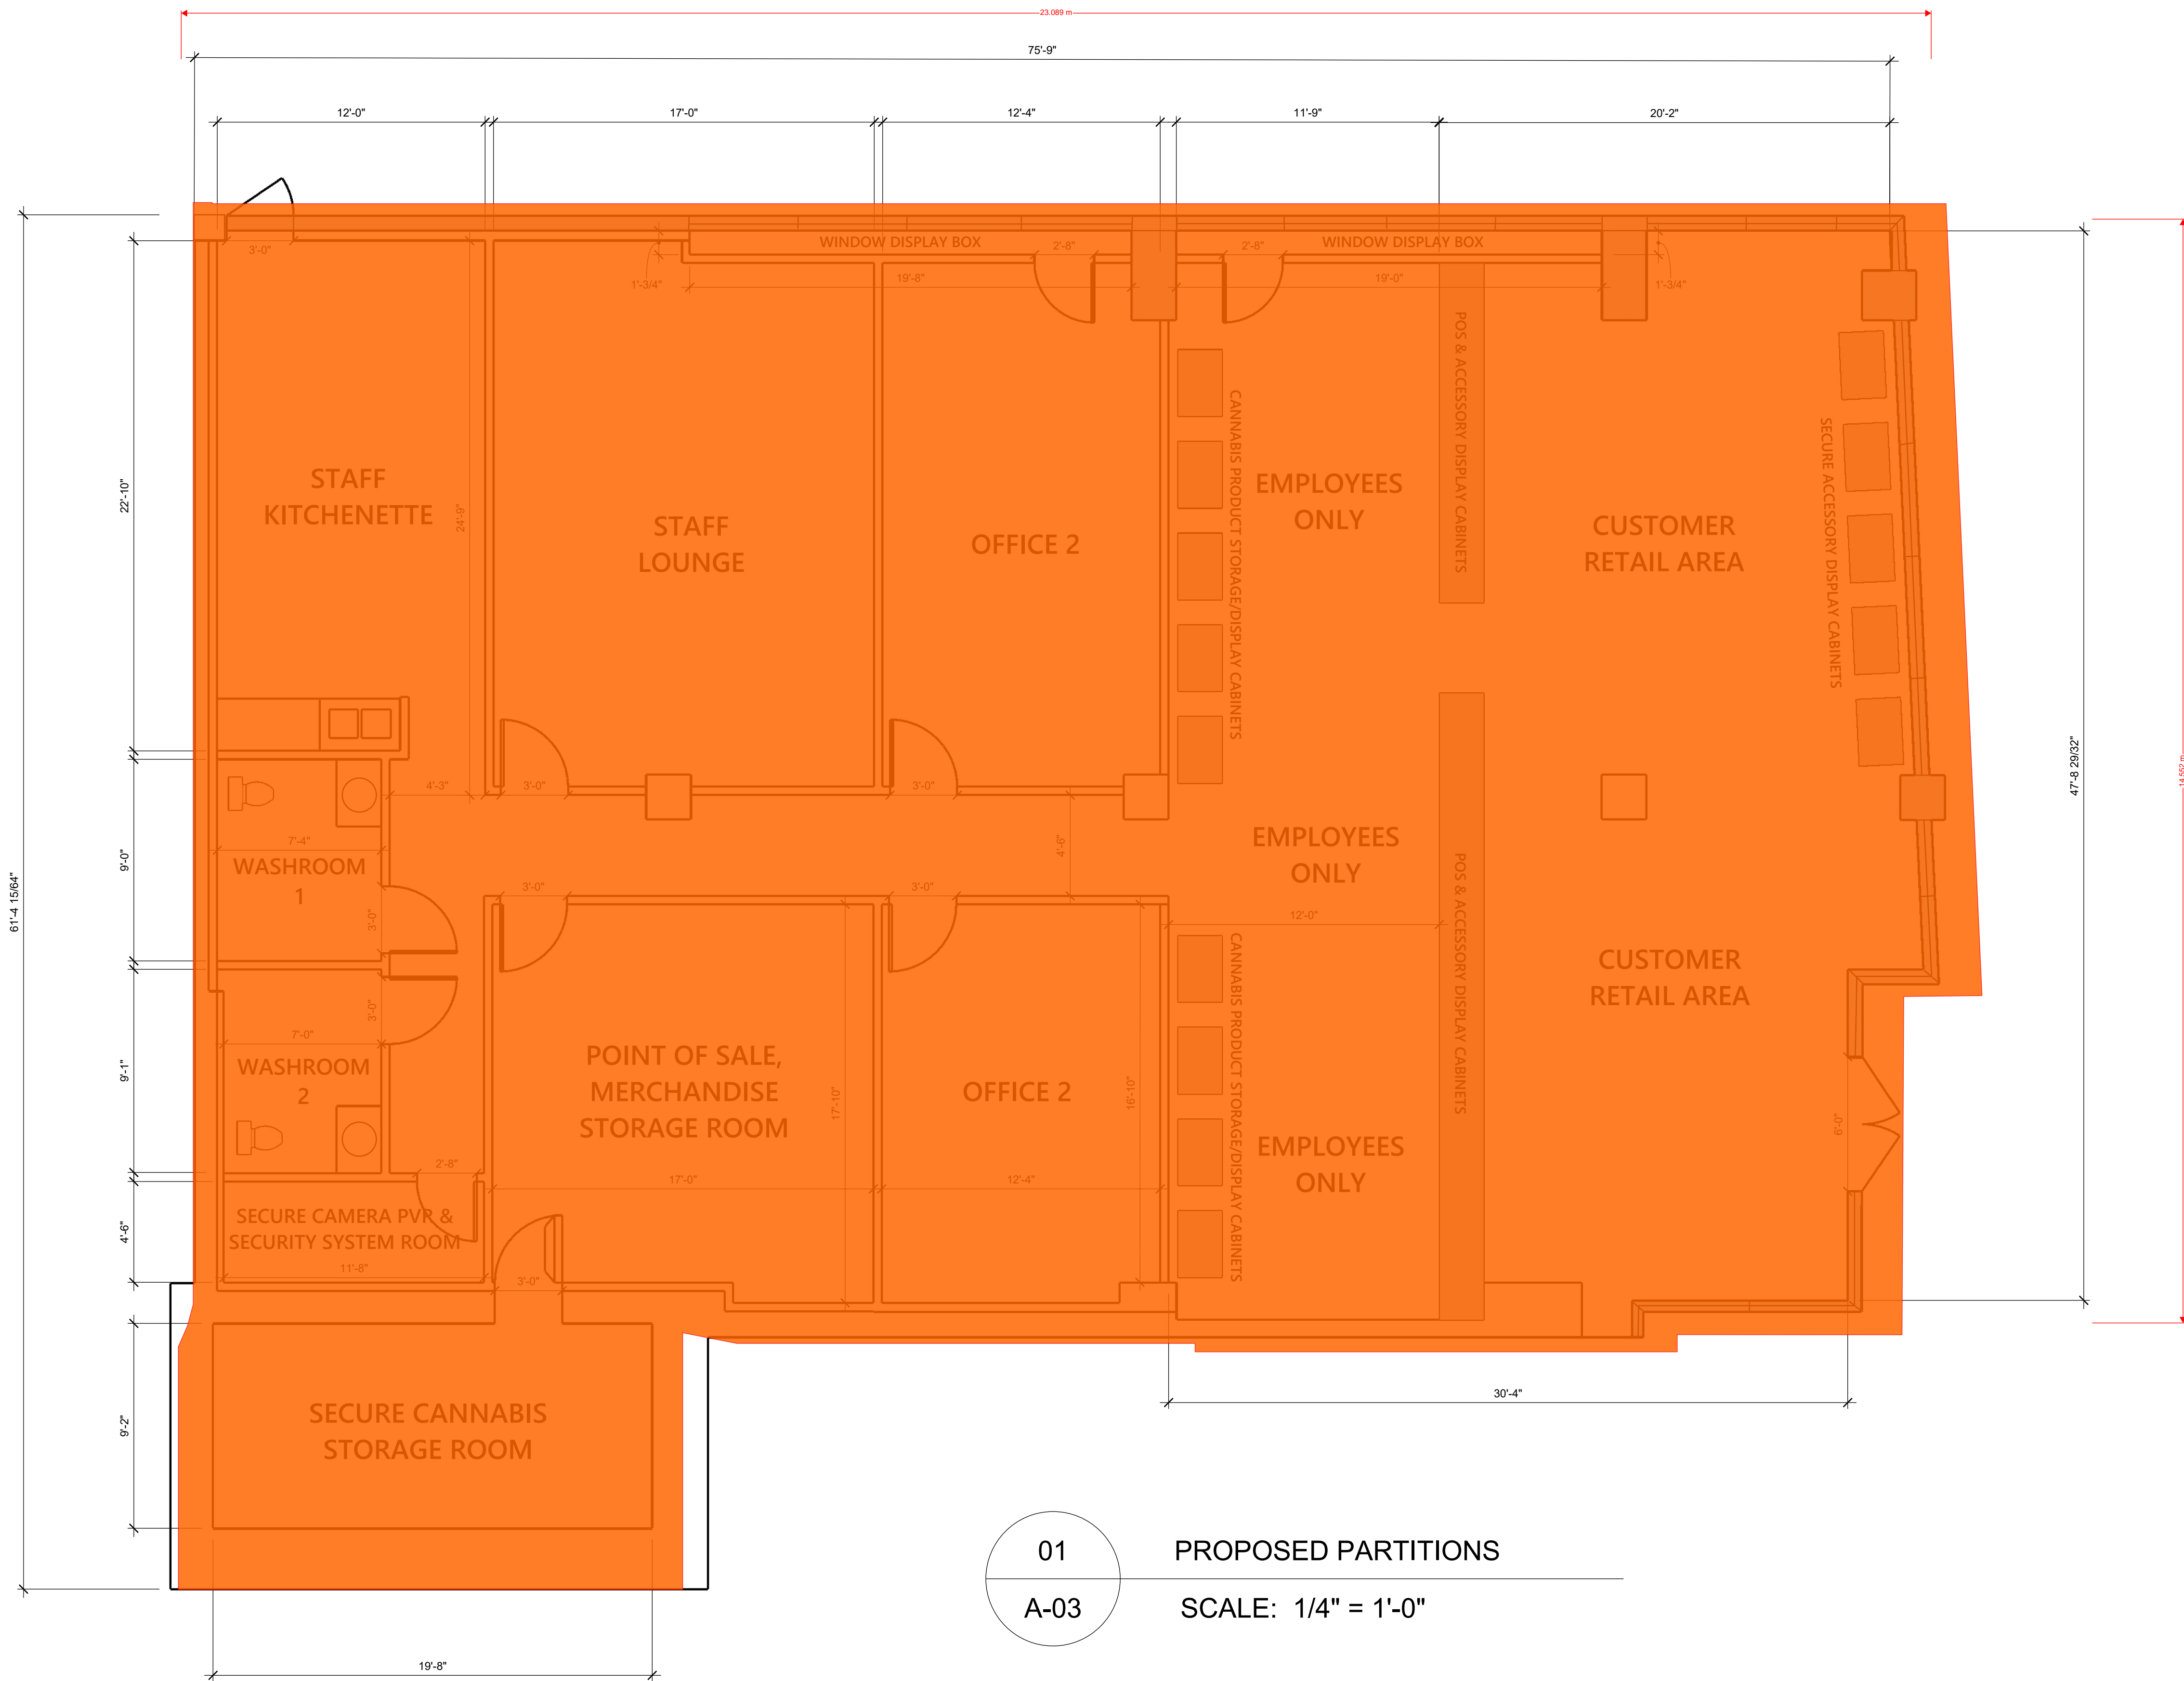 23.089 m
75'-9"
12'-0"
17'-0"
12'-4"
11'-9"
20'-2"
3'-0"
WINDOW DISPLAY BOX
2'-8"
2'-8"
WINDOW DISPLAY BOX
1'-3/4"
19'-8"
19'-0"
1'-3/4"
22'-10"
24'-9"
STAFF
KITCHENETTE
STAFF
LOUNGE
OFFICE 2
CANNABIS PRODUCT STORAGE/DISPLAY CABINETS
EMPLOYEES
ONLY
POS & ACCESSORY DISPLAY CABINETS
CUSTOMER
RETAIL AREA
SECURE ACCESSORY DISPLAY CABINETS
47'-8 29/32"
14.552 m
4'-3"
3'-0"
3'-0"
61'-4 15/64"
9'-0"
7'-4"
WASHROOM
1
3'-0"
3'-0"
3'-0"
4'-6"
EMPLOYEES
ONLY
12'-0"
POS & ACCESSORY DISPLAY CABINETS
CUSTOMER
RETAIL AREA
9'-1"
3'-0"
7'-0"
WASHROOM
2
POINT OF SALE,
MERCHANDISE
STORAGE ROOM
17'-10"
OFFICE 2
16'-10"
CANNABIS PRODUCT STORAGE/DISPLAY CABINETS
EMPLOYEES
ONLY
6'-0"
2'-8"
17'-0"
12'-4"
4'-6"
SECURE CAMERA PVR &
SECURITY SYSTEM ROOM
11'-8"
3'-0"
9'-2"
SECURE CANNABIS
STORAGE ROOM
30'-4"
19'-8"
01
PROPOSED PARTITIONS
A-03
SCALE: 1/4" = 1'-0"